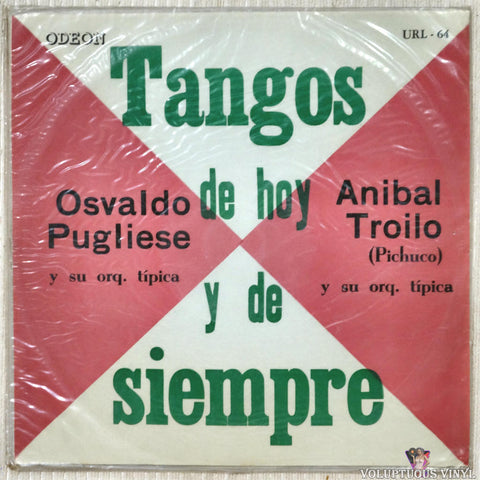 ODEON
URL - 64
Tangos
de hoy
y de
siempre
Osvaldo
Pugliese
y su orq. típica
Anibal
Troilo
(Pichuco)
y su orq. típica
VOLUPTUOUS VINYL